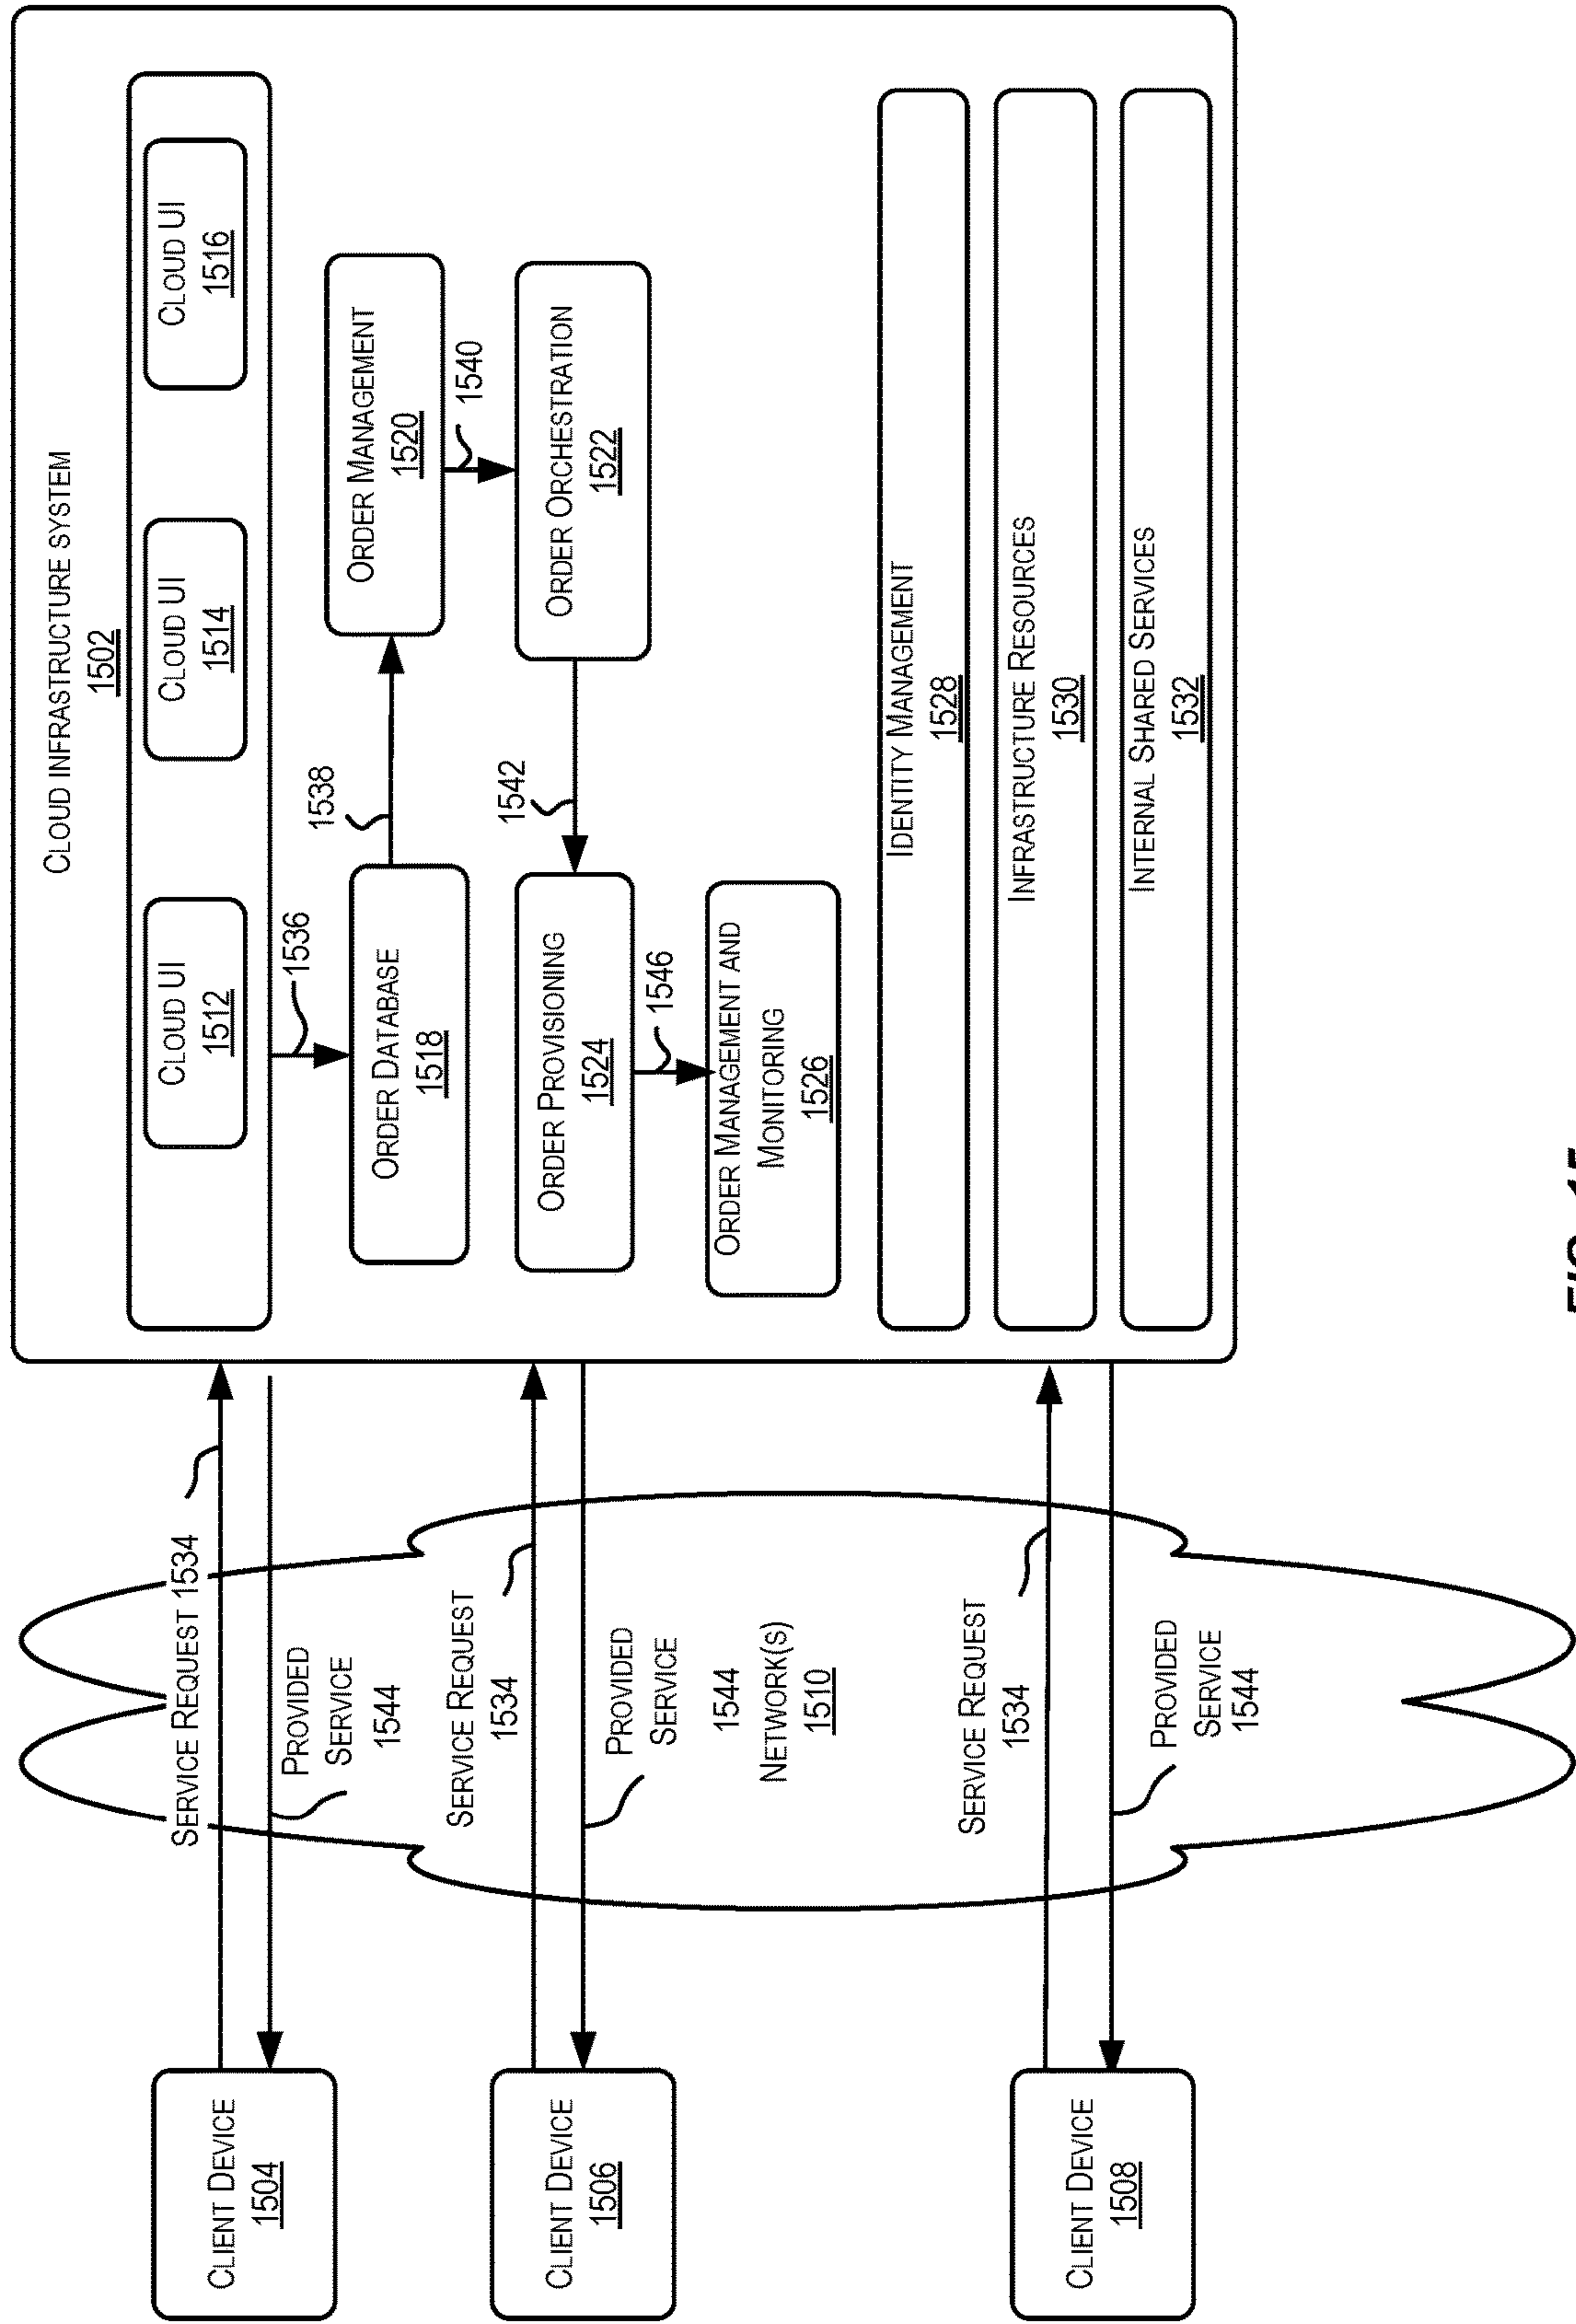 CLOUD INFRASTRUCTURE SYSTEM
1502
CLOUD UI
1512
CLOUD UI
1514
CLOUD UI
1516
1536
ORDER DATABASE
1518
1538
ORDER MANAGEMENT
1520
1540
ORDER ORCHESTRATION
1522
1542
ORDER PROVISIONING
1524
1546
ORDER MANAGEMENT AND
MONITORING
1526
IDENTITY MANAGEMENT
1528
INFRASTRUCTURE RESOURCES
1530
INTERNAL SHARED SERVICES
1532
SERVICE REQUEST 1534
PROVIDED
SERVICE
1544
SERVICE REQUEST
1534
PROVIDED
SERVICE
1544
NETWORK(S)
1510
SERVICE REQUEST
1534
PROVIDED
SERVICE
1544
CLIENT DEVICE
1504
CLIENT DEVICE
1506
CLIENT DEVICE
1508